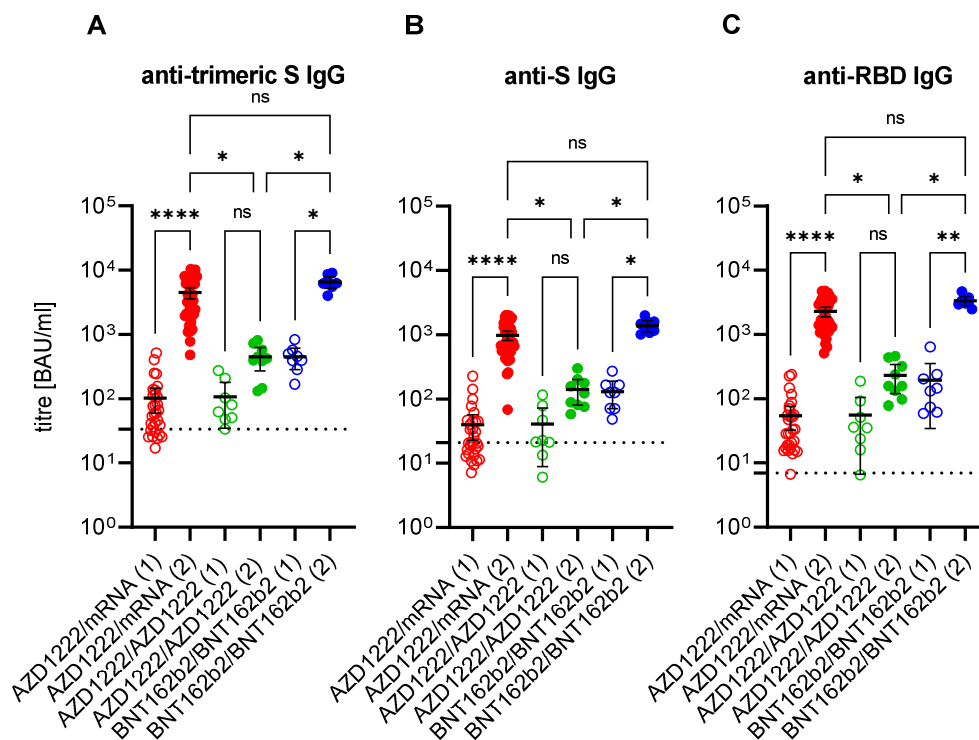 A
B
C
anti-trimeric S IgG
anti-S IgG
anti-RBD IgG
ns
* *
**** ns *
ns
* *
**** ns *
ns
* *
**** ns **
titre [BAU/ml]
10⁵
10⁴
10³
10²
10¹
10⁰
10⁵
10⁴
10³
10²
10¹
10⁰
10⁵
10⁴
10³
10²
10¹
10⁰
AZD1222/mRNA (1)
AZD1222/mRNA (2)
AZD1222/AZD1222 (1)
AZD1222/AZD1222 (2)
BNT162b2/BNT162b2 (1)
BNT162b2/BNT162b2 (2)
AZD1222/mRNA (1)
AZD1222/mRNA (2)
AZD1222/AZD1222 (1)
AZD1222/AZD1222 (2)
BNT162b2/BNT162b2 (1)
BNT162b2/BNT162b2 (2)
AZD1222/mRNA (1)
AZD1222/mRNA (2)
AZD1222/AZD1222 (1)
AZD1222/AZD1222 (2)
BNT162b2/BNT162b2 (1)
BNT162b2/BNT162b2 (2)